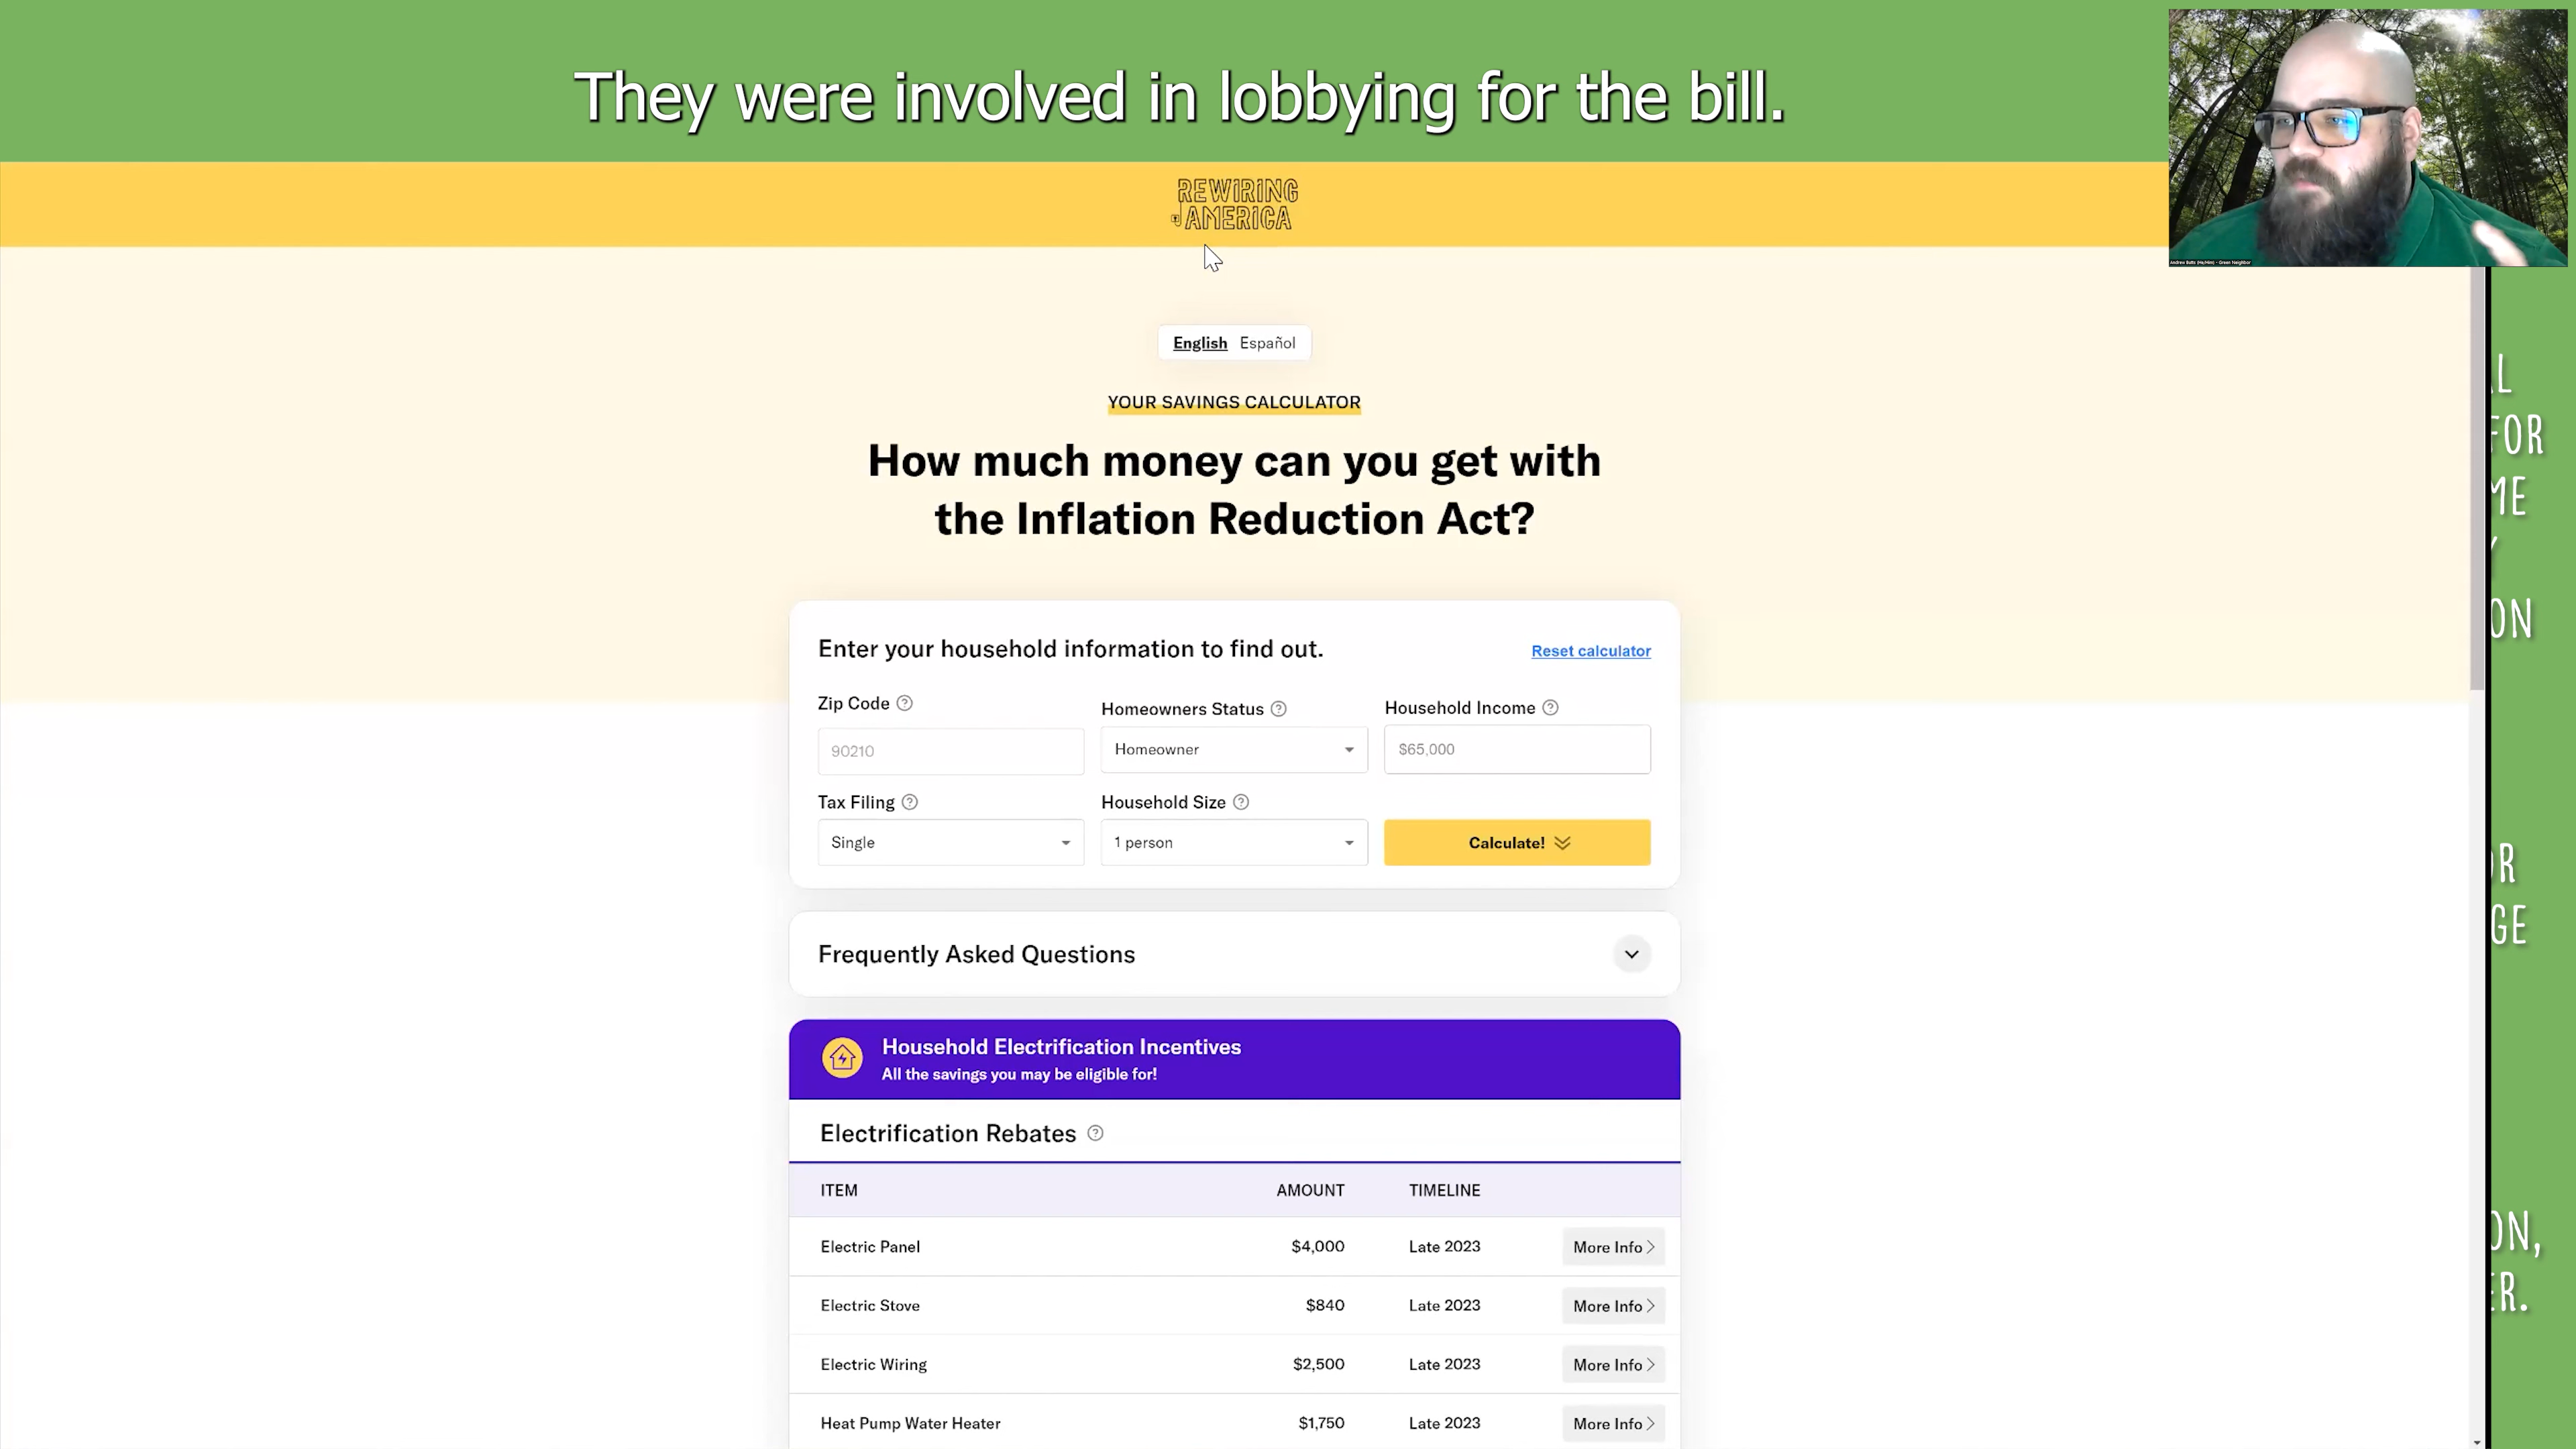 They were involved in lobbying for the bill.
REWIRING
AMERICA
English Español
YOUR SAVINGS CALCULATOR
How much money can you get with
the Inflation Reduction Act?
Enter your household information to find out.
Reset calculator
Zip Code
Homeowners Status
Household Income
90210
Homeowner
$65,000
Tax Filing
Household Size
Single
1 person
Calculate!
Frequently Asked Questions
Household Electrification Incentives
All the savings you may be eligible for!
Electrification Rebates
ITEM AMOUNT TIMELINE
Electric Panel $4,000 Late 2023 More Info
Electric Stove $840 Late 2023 More Info
Electric Wiring $2,500 Late 2023 More Info
Heat Pump Water Heater $1,750 Late 2023 More Info